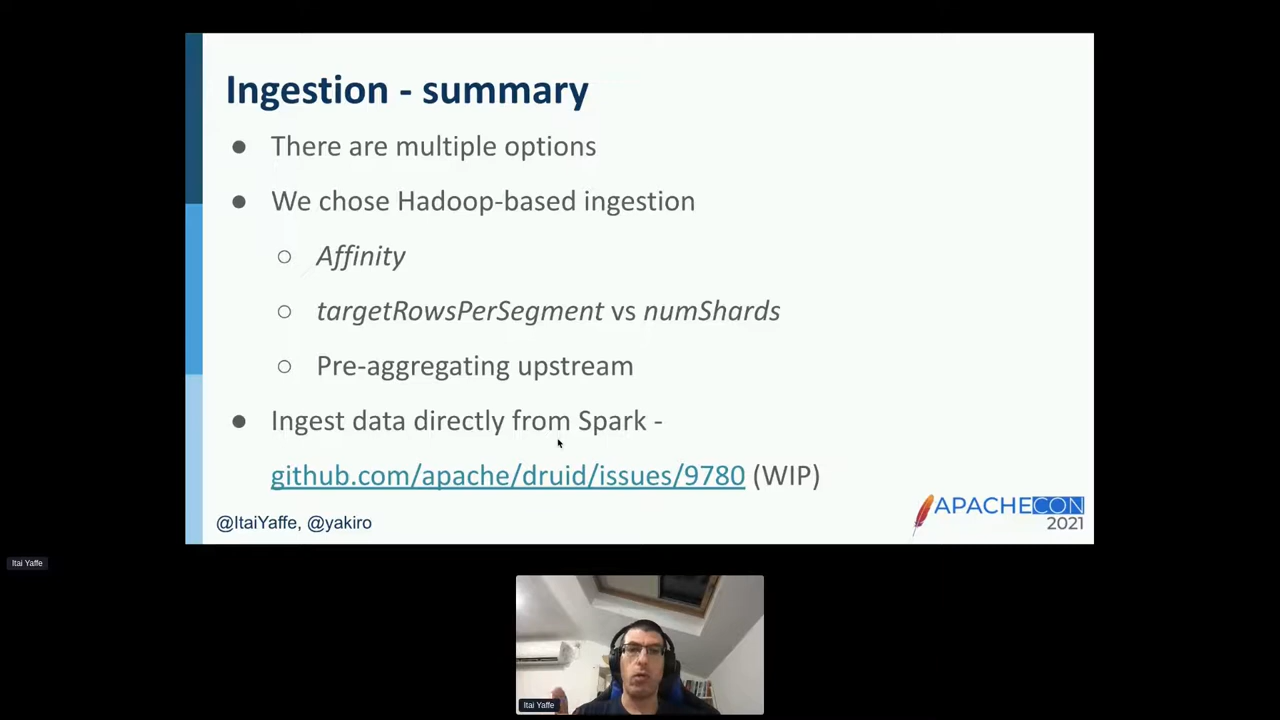 Ingestion - summary
● There are multiple options
● We chose Hadoop-based ingestion
○ Affinity
○ targetRowsPerSegment vs numShards
○ Pre-aggregating upstream
● Ingest data directly from Spark -
github.com/apache/druid/issues/9780 (WIP)
@ItaiYaffe, @yakiro
APACHECON
2021
Itai Yaffe
Itai Yaffe